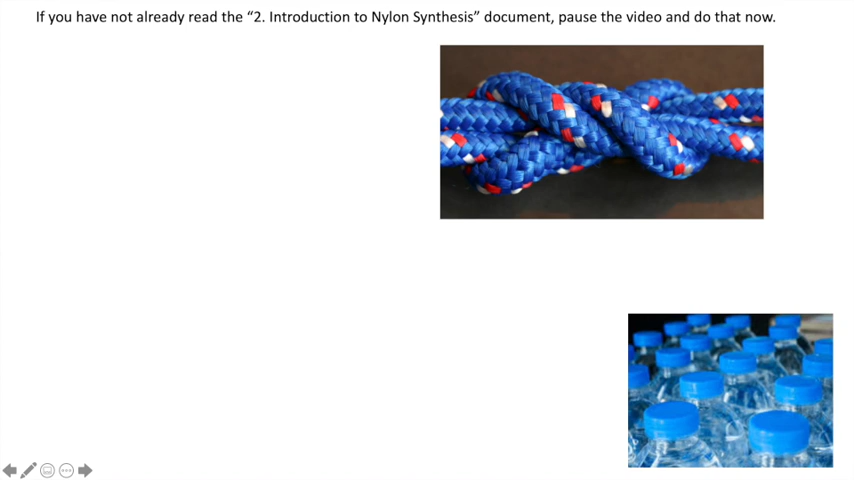 If you have not already read the “2. Introduction to Nylon Synthesis” document, pause the video and do that now.